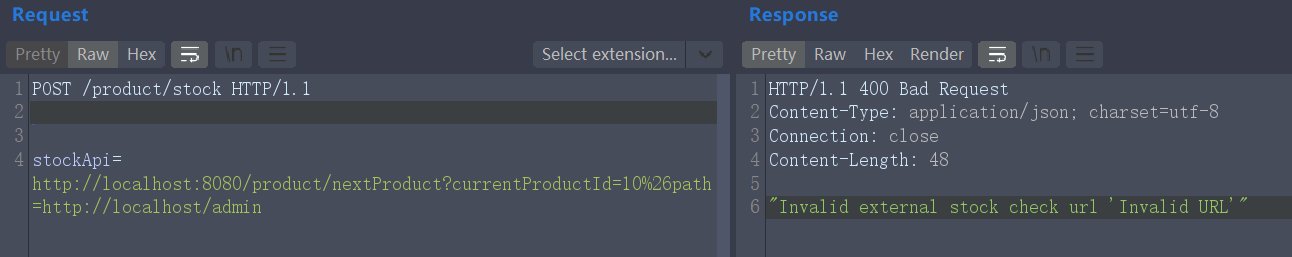 Request
Response
Pretty Raw Hex \n Select extension...
Pretty Raw Hex Render \n
1 POST /product/stock HTTP/1.1
2
3
4 stockApi=
http://localhost:8080/product/nextProduct?currentProductId=10%26path
=http://localhost/admin
1 HTTP/1.1 400 Bad Request
2 Content-Type: application/json; charset=utf-8
3 Connection: close
4 Content-Length: 48
5
6 "Invalid external stock check url 'Invalid URL'"